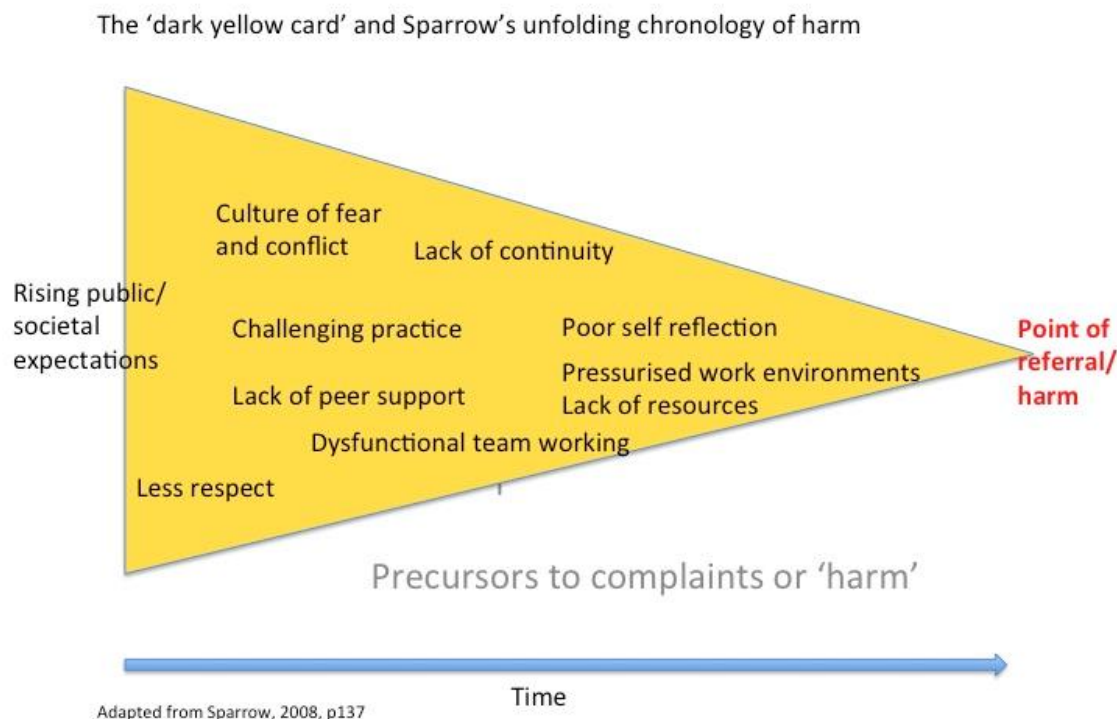 The ‘dark yellow card’ and Sparrow’s unfolding chronology of harm
Culture of fear
and conflict
Lack of continuity
Rising public/
societal
expectations
Challenging practice
Poor self reflection
Point of
referral/
harm
Pressurised work environments
Lack of peer support
Lack of resources
Dysfunctional team working
Less respect
Precursors to complaints or ‘harm’
Time
Adapted from Sparrow, 2008, p137